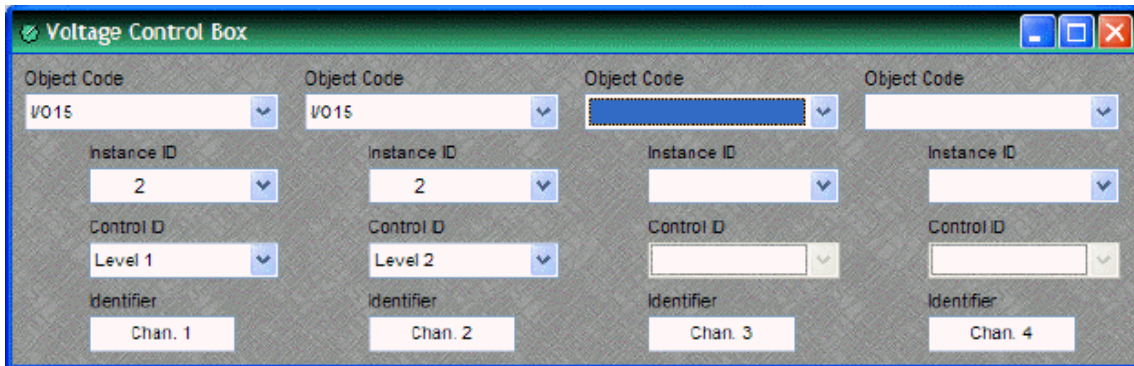 Voltage Control Box
Object Code Object Code Object Code Object Code
I/O15 I/O15
Instance ID Instance ID Instance ID Instance ID
2 2
Control ID Control ID Control ID Control ID
Level 1 Level 2
Identifier Identifier Identifier Identifier
Chan. 1 Chan. 2 Chan. 3 Chan. 4